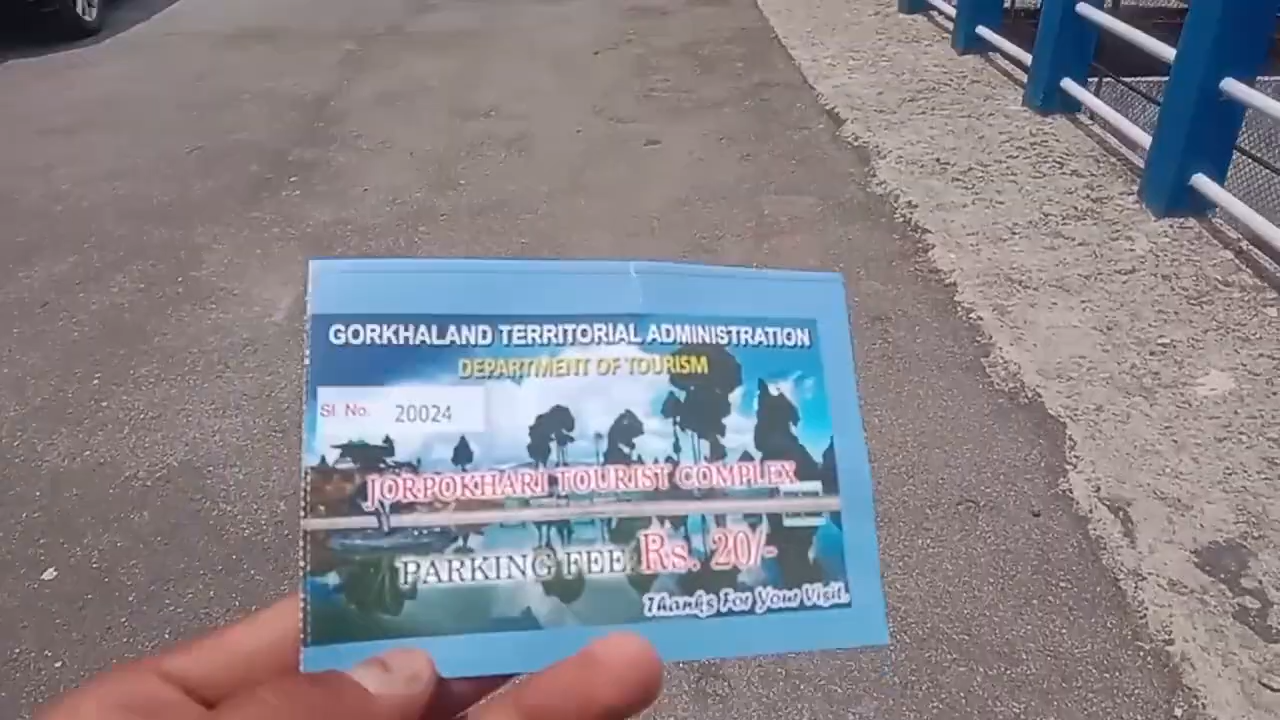 GORKHALAND TERRITORIAL ADMINISTRATION
DEPARTMENT OF TOURISM
Sl. No. 20024
JORPOKHARI TOURIST COMPLEX
PARKING FEE Rs. 20/-
Thanks For Your Visit.